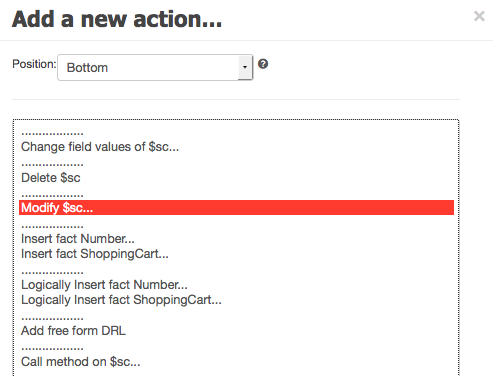 Add a new action...
×
Position: Bottom
..................
Change field values of $sc...
..................
Delete $sc
..................
Modify $sc...
..................
Insert fact Number...
Insert fact ShoppingCart...
..................
Logically Insert fact Number...
Logically Insert fact ShoppingCart...
..................
Add free form DRL
..................
Call method on $sc...